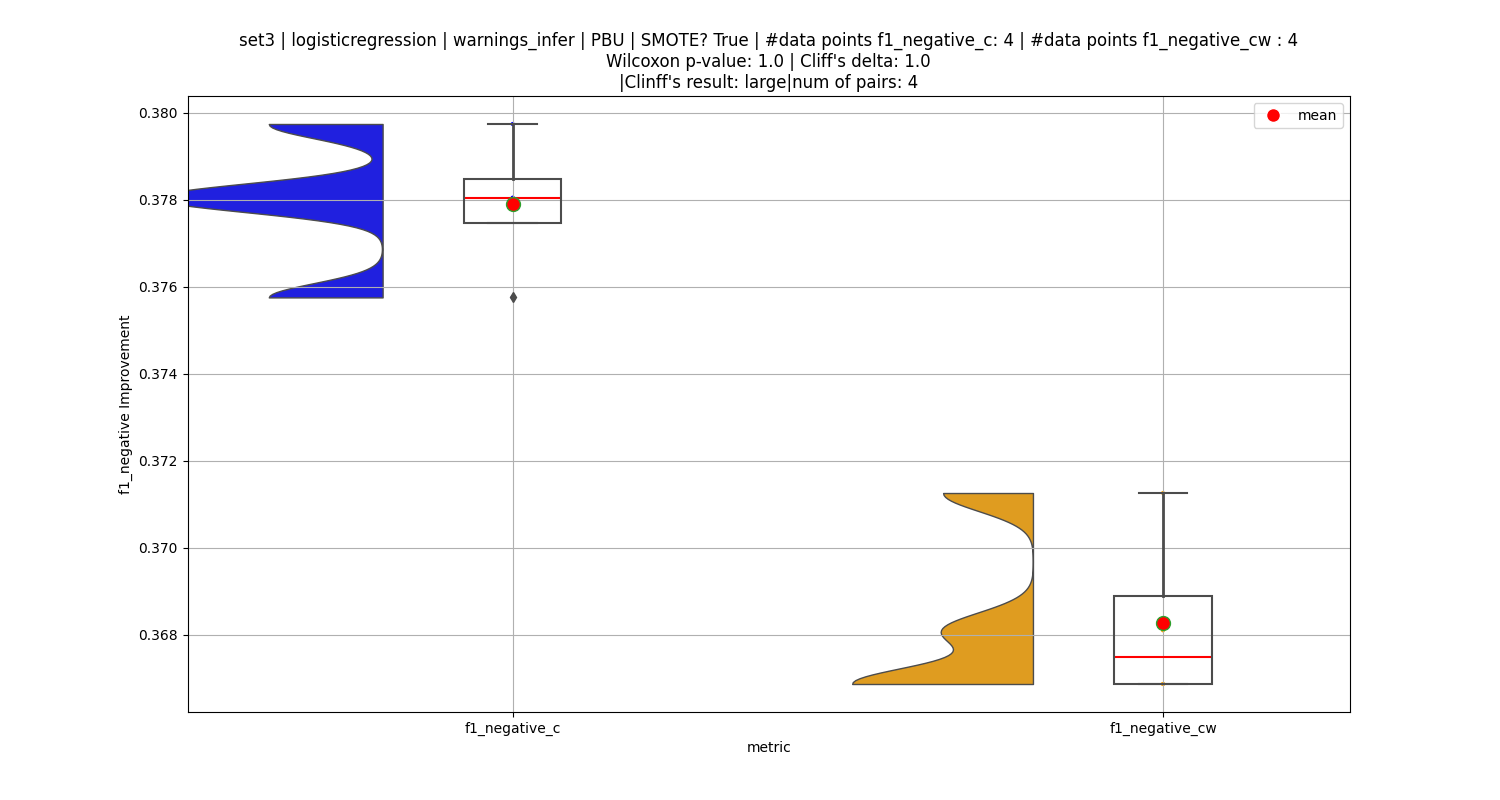 set3 | logisticregression | warnings_infer | PBU | SMOTE? True | #data points f1_negative_c: 4 | #data points f1_negative_cw : 4
Wilcoxon p-value: 1.0 | Cliff's delta: 1.0
|Clinff's result: large|num of pairs: 4
mean
0.380
0.378
0.376
0.374
0.372
0.370
0.368
f1_negative Improvement
f1_negative_c
f1_negative_cw
metric